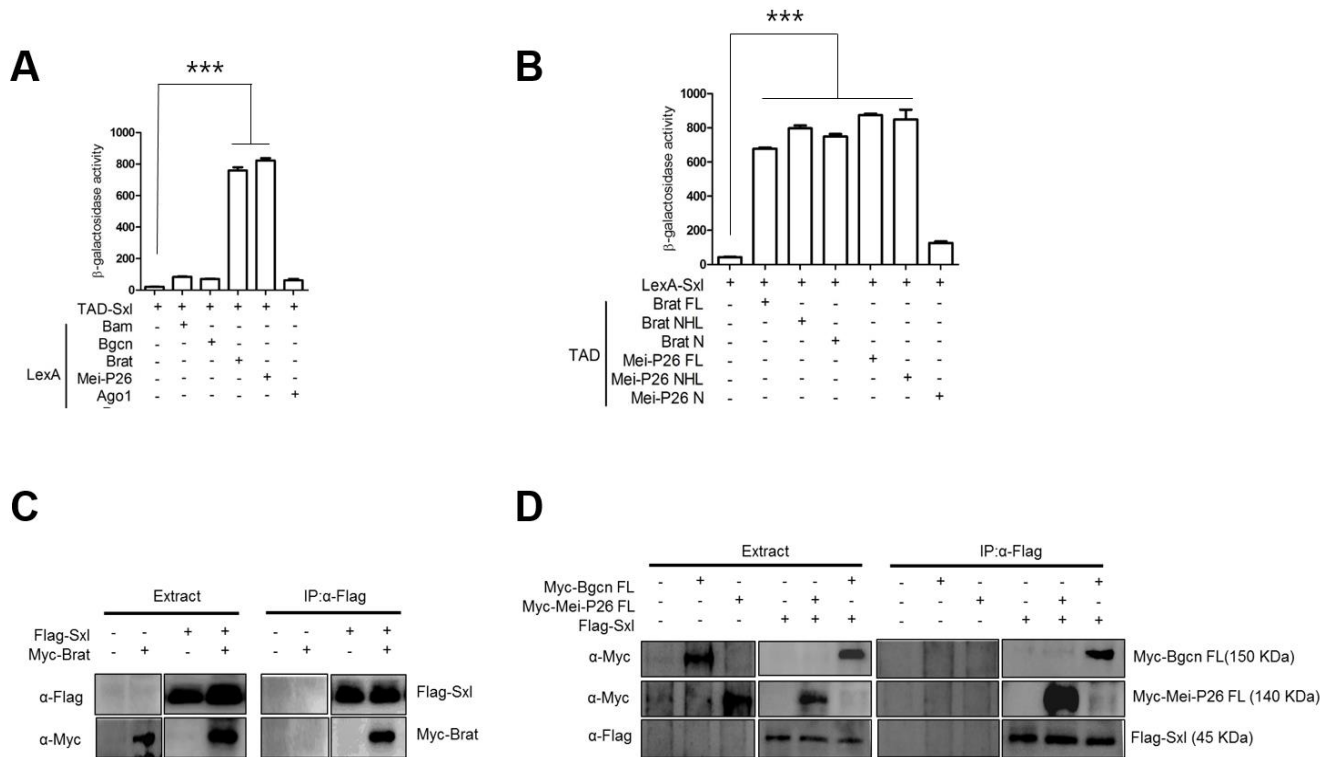 A
***
β-galactosidase activity
1000
800
600
400
200
0
TAD-Sxl + + + + + +
LexA
Bam - + - - - -
Bgcn - - + - - -
Brat - - - + - -
Mei-P26 - - - - + -
Ago1 - - - - - +
B
***
β-galactosidase activity
1000
800
600
400
200
0
LexA-Sxl + + + + + + +
TAD
Brat FL - + - - - - -
Brat NHL - - + - - - -
Brat N - - - + - - -
Mei-P26 FL - - - - + - -
Mei-P26 NHL - - - - - + -
Mei-P26 N - - - - - - +
C
Extract IP:α-Flag
Flag-Sxl - - + + - - + +
Myc-Brat - + - + - + - +
α-Flag Flag-Sxl
α-Myc Myc-Brat
D
Extract IP:α-Flag
Myc-Bgcn FL - + - - - + - + - - - +
Myc-Mei-P26 FL - - + - + - - - + - + -
Flag-Sxl - - - + + + - - - + + +
α-Myc Myc-Bgcn FL(150 KDa)
α-Myc Myc-Mei-P26 FL (140 KDa)
α-Flag Flag-Sxl (45 KDa)